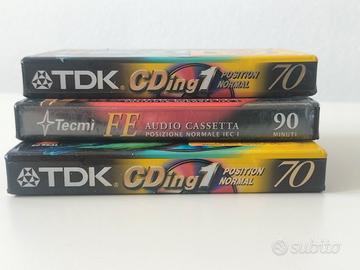 TDK CDing1 POSITION NORMAL 70
Tecmi FE AUDIO CASSETTA POSIZIONE NORMALE IEC I 90 MINUTI
TDK CDing1 POSITION NORMAL 70
subito